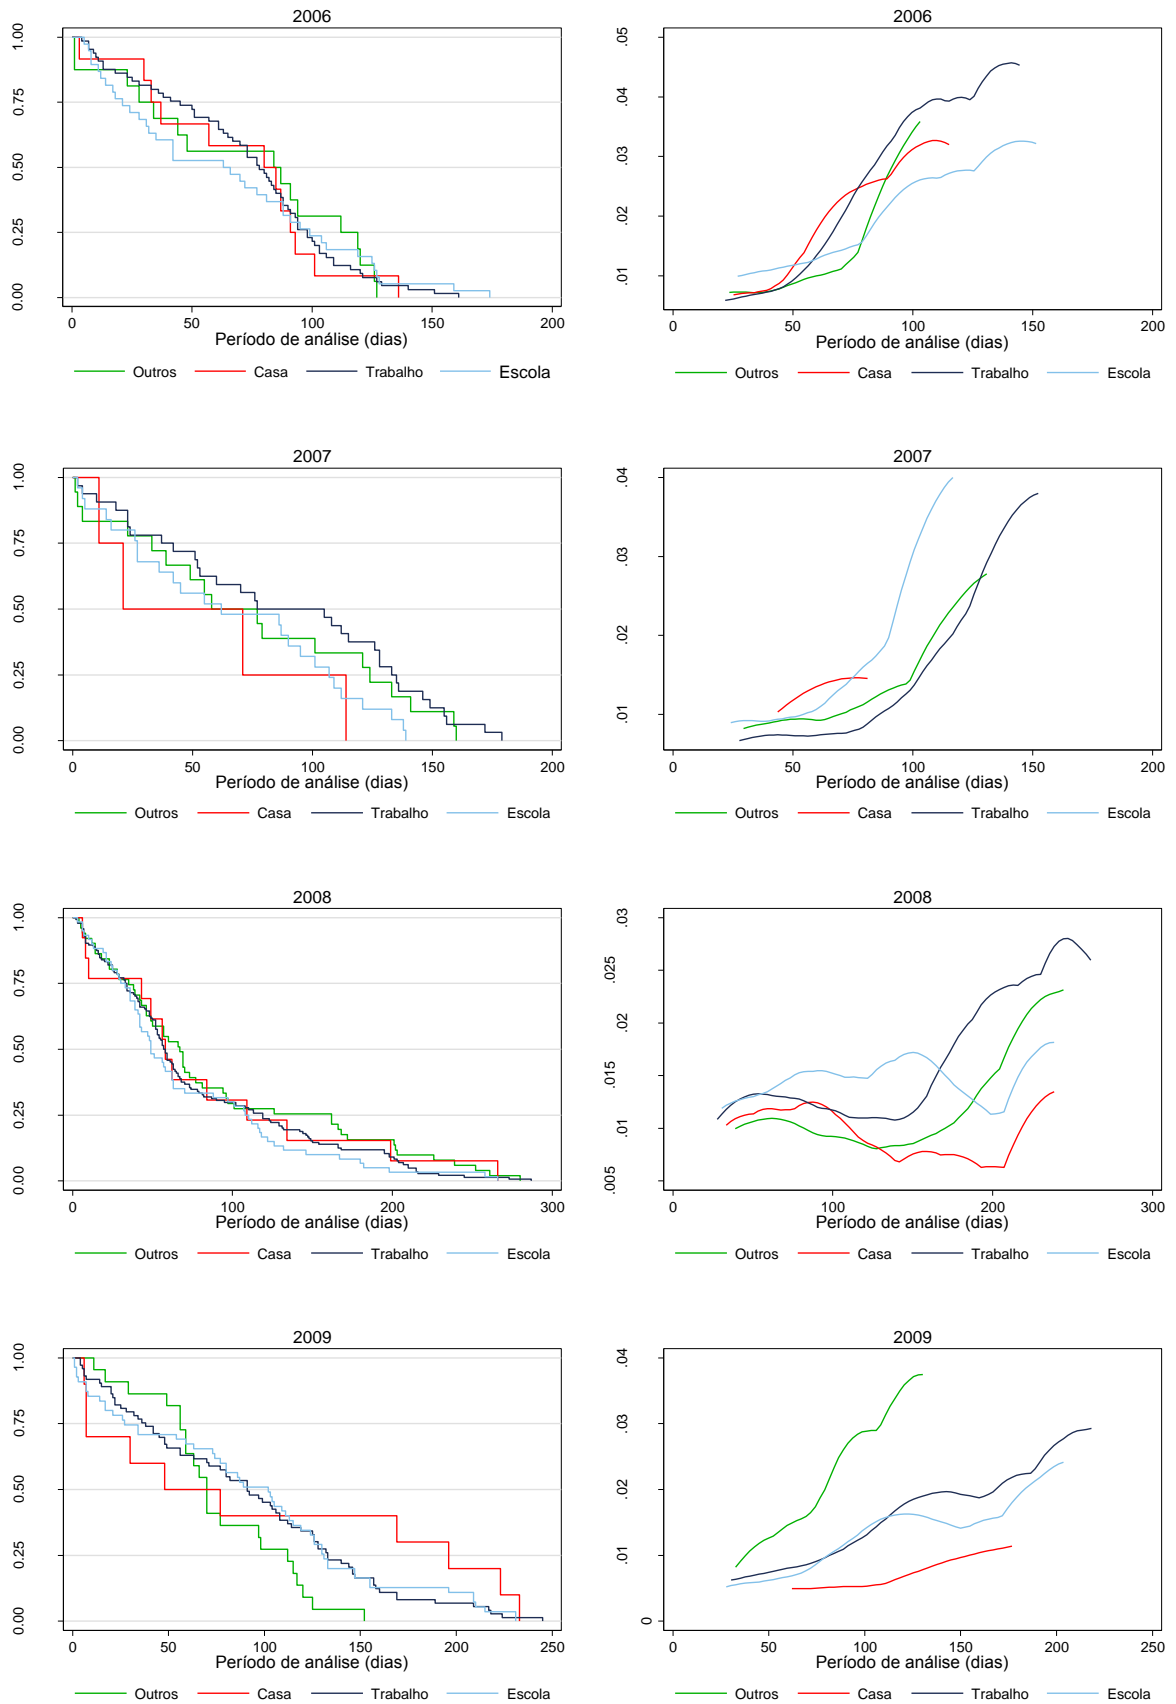 2006
1.00
0.75
0.50
0.25
0.00
0 50 100 150 200
Período de análise (dias)
Outros Casa Trabalho Escola
2006
.05
.04
.03
.02
.01
0 50 100 150 200
Período de análise (dias)
Outros Casa Trabalho Escola
2007
1.00
0.75
0.50
0.25
0.00
0 50 100 150 200
Período de análise (dias)
Outros Casa Trabalho Escola
2007
.04
.03
.02
.01
0 50 100 150 200
Período de análise (dias)
Outros Casa Trabalho Escola
2008
1.00
0.75
0.50
0.25
0.00
0 100 200 300
Período de análise (dias)
Outros Casa Trabalho Escola
2008
.03
.025
.02
.015
.01
.005
0 100 200 300
Período de análise (dias)
Outros Casa Trabalho Escola
2009
1.00
0.75
0.50
0.25
0.00
0 50 100 150 200 250
Período de análise (dias)
Outros Casa Trabalho Escola
2009
.04
.03
.02
.01
0
0 50 100 150 200 250
Período de análise (dias)
Outros Casa Trabalho Escola